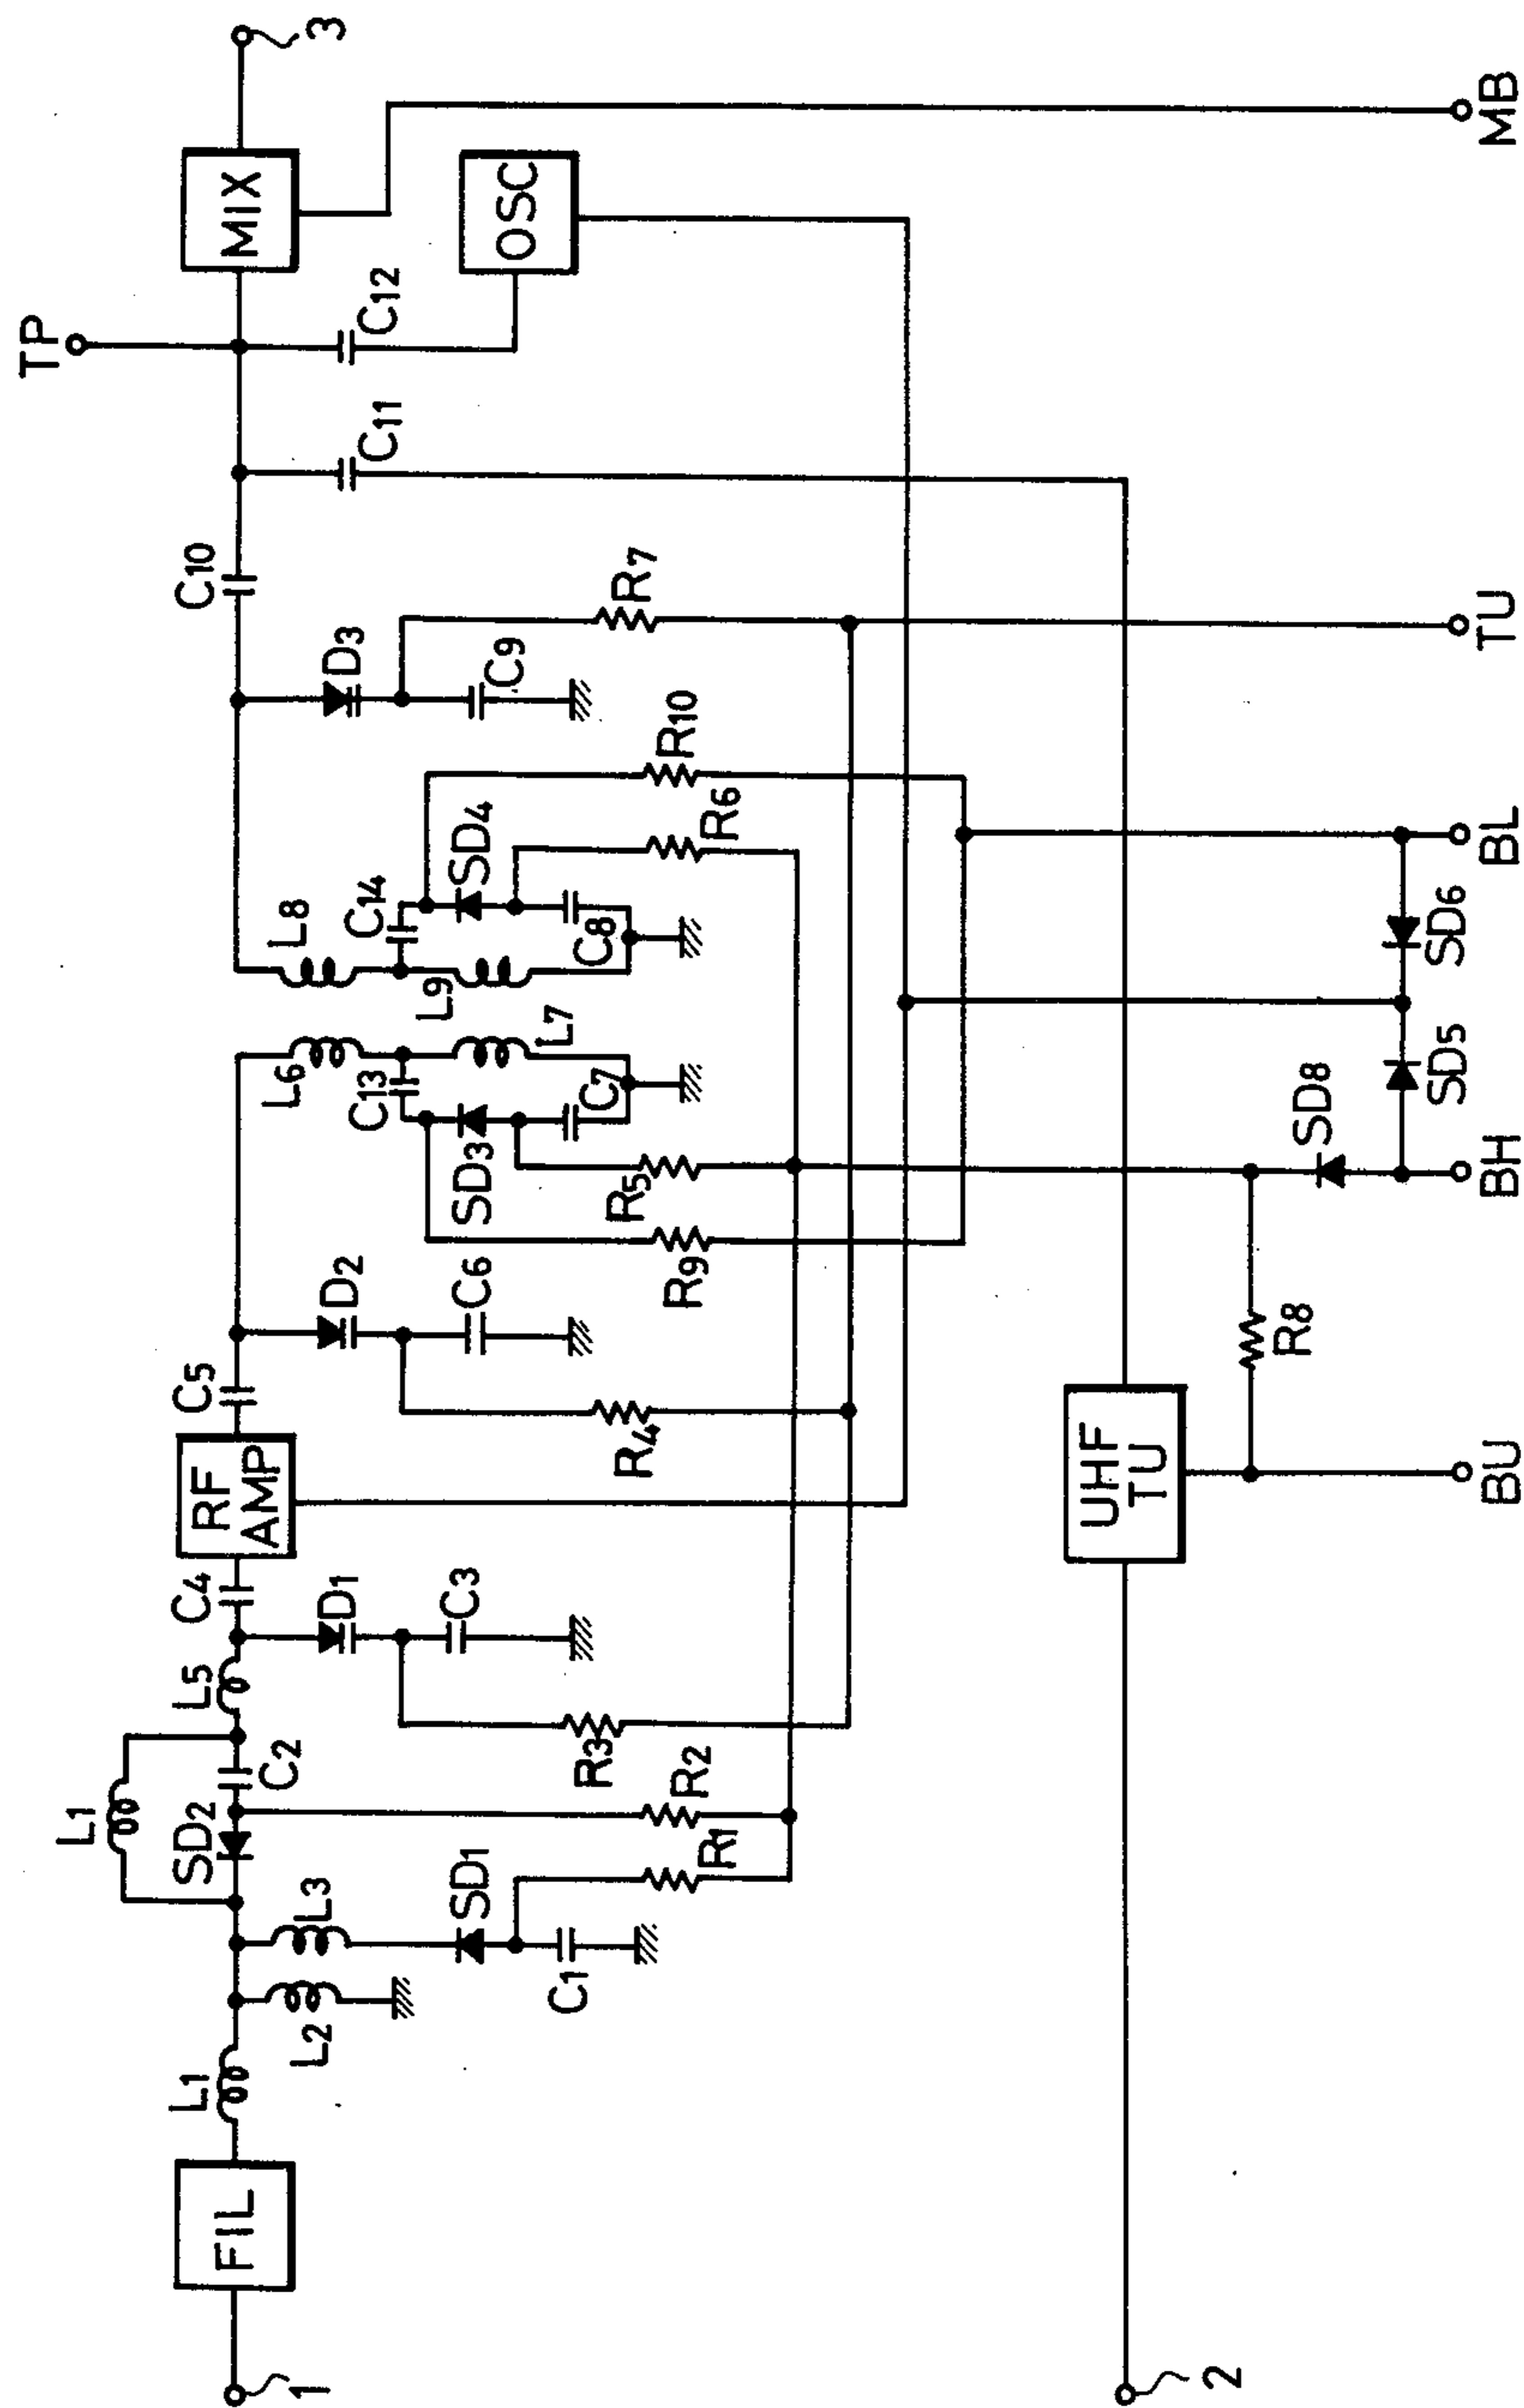 TP
3
MIX
OSC
C12
C11
C10
D3
C9
R7
R10
R6
SD4
C14
C8
L8
L9
L6
L7
C13
C7
SD3
R5
R9
D2
C6
C5
R4
RF
AMP
C4
D1
C3
L5
R3
L1
C2
SD2
R2
R1
L3
SD1
C1
L2
L1
FIL
1
2
UHF
TU
R8
SD8
SD5
SD6
BU
BH
BL
TU
MB